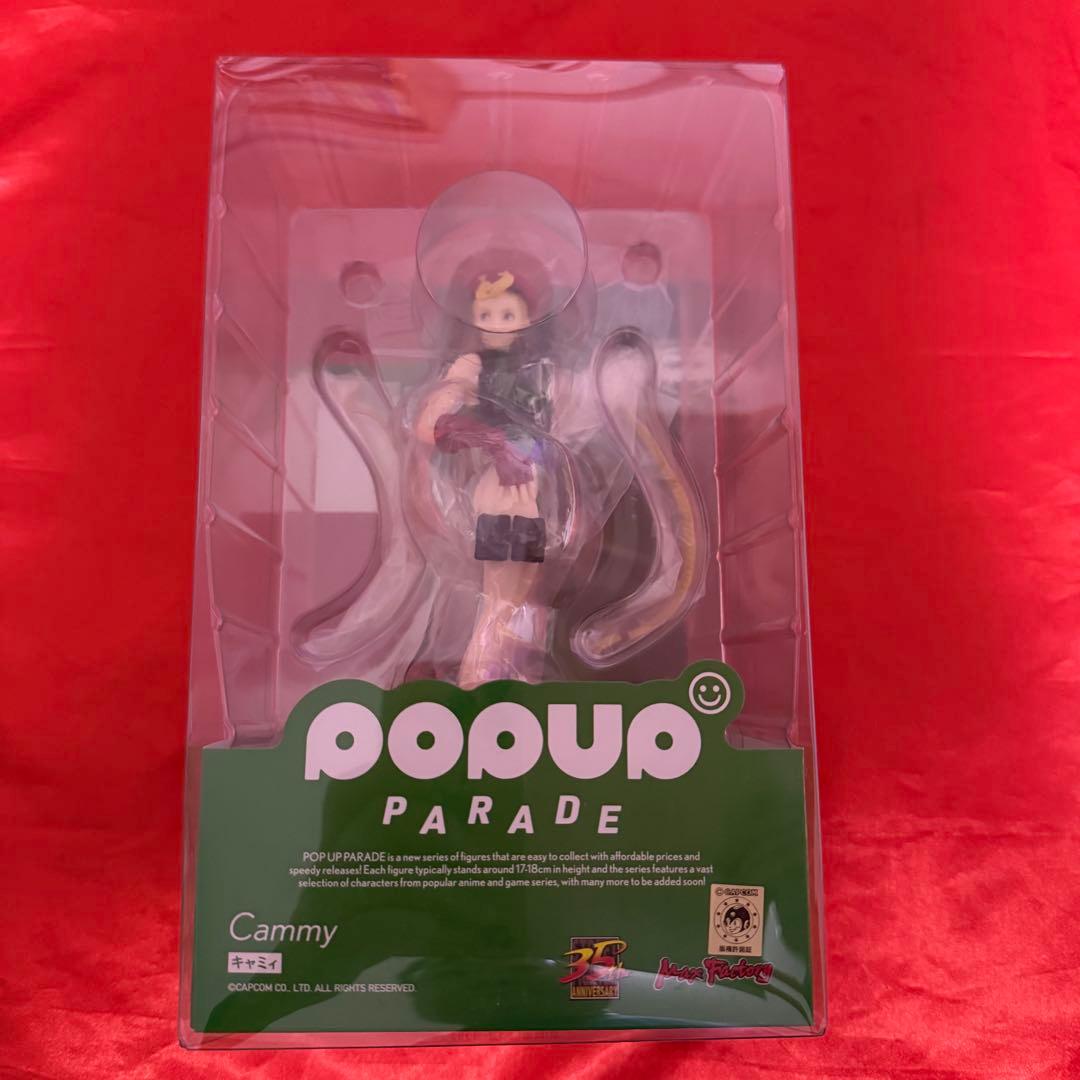 POPUP
PARADE
POP UP PARADE is a new series of figures that are easy to collect with affordable prices and
speedy releases! Each figure typically stands around 17-18cm in height and the series features a vast
selection of characters from popular anime and game series, with many more to be added soon!
©CAPCOM
版権許諾証
Cammy
キャミィ
35th
ANNIVERSARY
Max Factory
©CAPCOM CO., LTD. ALL RIGHTS RESERVED.